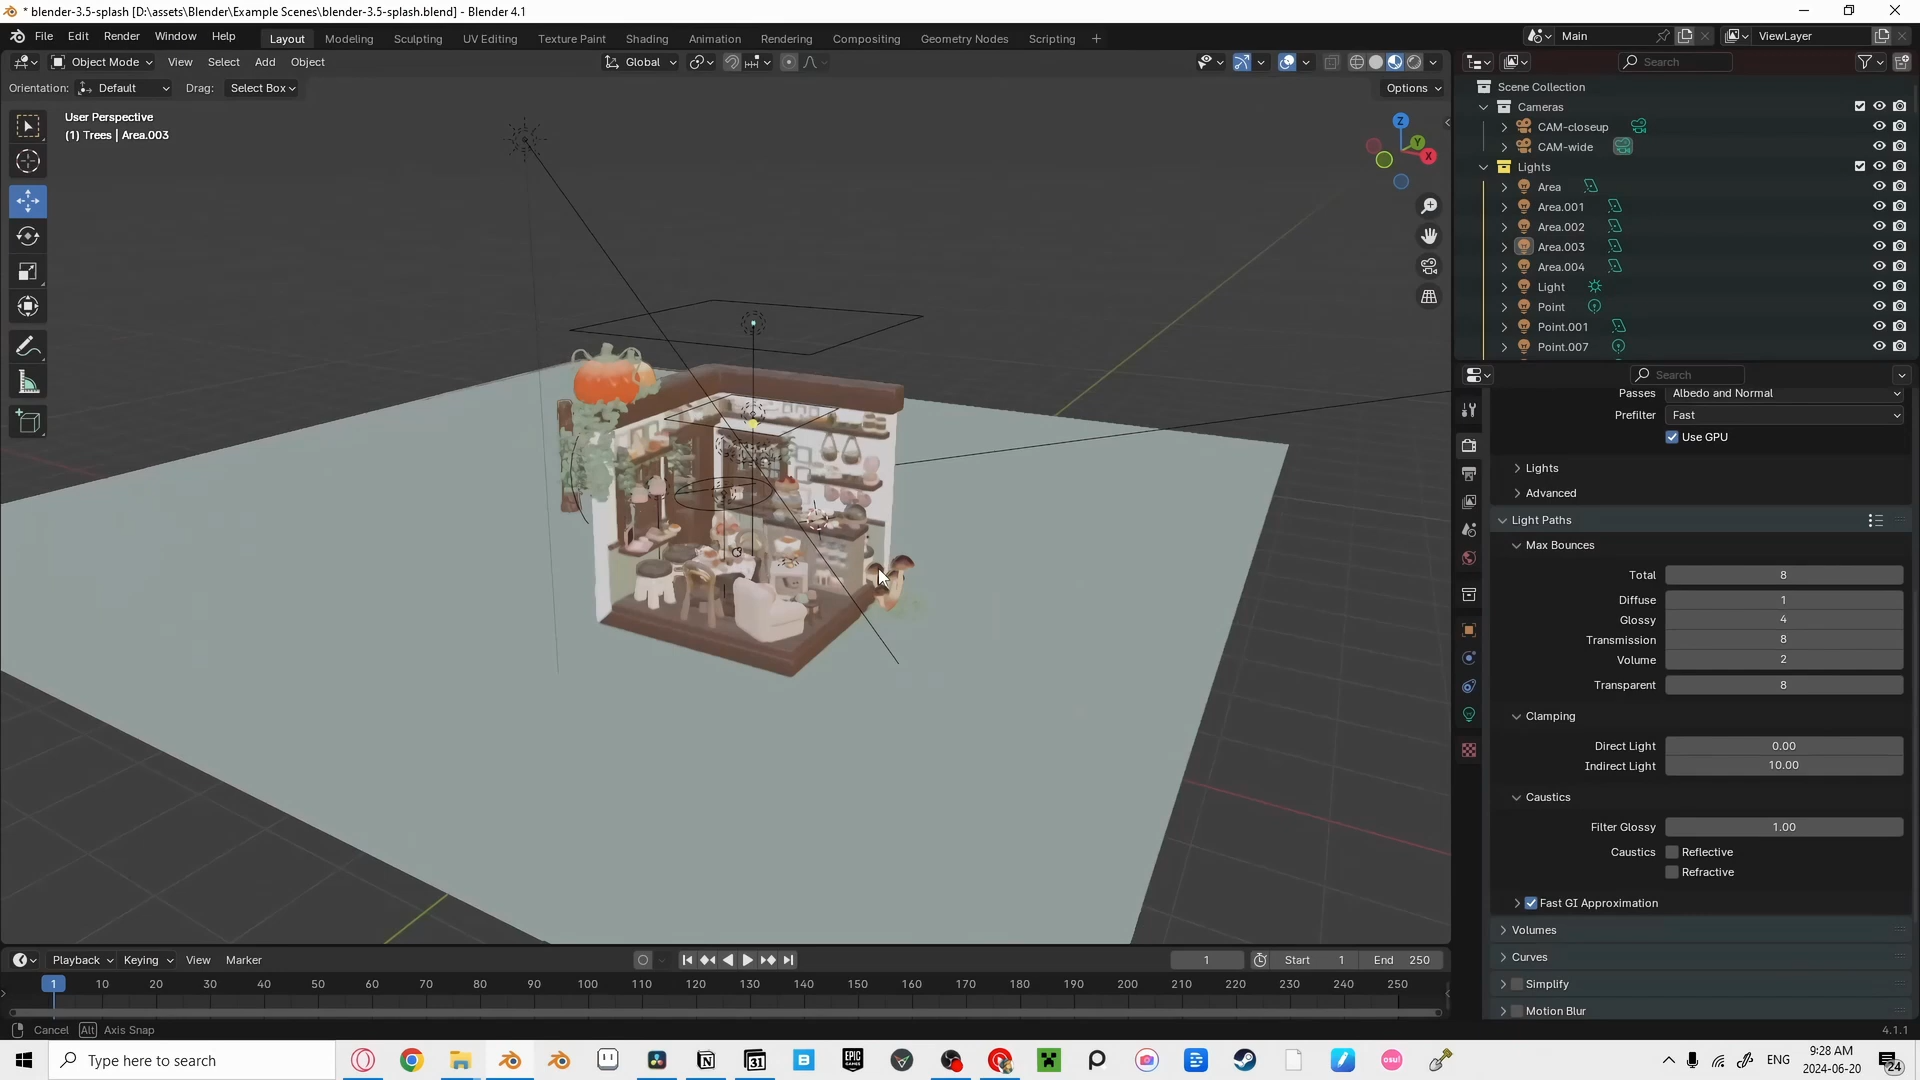 * blender-3.5-splash [D:\assets\Blender\Example Scenes\blender-3.5-splash.blend] - Blender 4.1
File Edit Render Window Help Layout Modeling Sculpting UV Editing Texture Paint Shading Animation Rendering Compositing Geometry Nodes Scripting + Main ViewLayer
Object Mode View Select Add Object Global Search
Orientation: Default Drag: Select Box Options
User Perspective
(1) Trees | Area.003
Z
Y
X
Scene Collection
Cameras
CAM-closeup
CAM-wide
Lights
Area
Area.001
Area.002
Area.003
Area.004
Light
Point
Point.001
Point.007
Search
Passes Albedo and Normal
Prefilter Fast
Use GPU
Lights
Advanced
Light Paths
Max Bounces
Total 8
Diffuse 1
Glossy 4
Transmission 8
Volume 2
Transparent 8
Clamping
Direct Light 0.00
Indirect Light 10.00
Caustics
Filter Glossy 1.00
Caustics Reflective
Refractive
Fast GI Approximation
Volumes
Curves
Simplify
Motion Blur
Playback Keying View Marker 1 Start 1 End 250
1 10 20 30 40 50 60 70 80 90 100 110 120 130 140 150 160 170 180 190 200 210 220 230 240 250
Cancel Alt Axis Snap 4.1.1
Type here to search 31 B EPIC GAMES osu! ENG 9:28 AM
2024-06-20 24